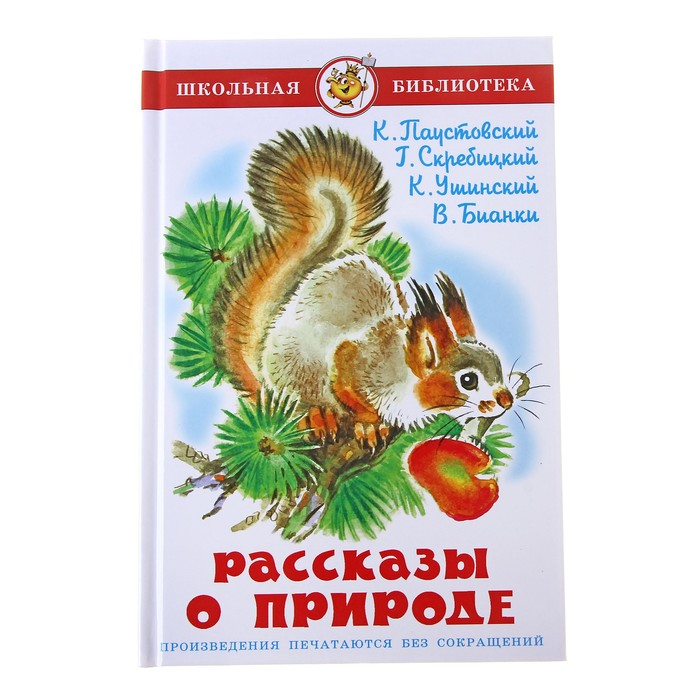 ШКОЛЬНАЯ БИБЛИОТЕКА
К. Паустовский
Г. Скребицкий
К. Ушинский
В. Бианки
РАССКАЗЫ
О ПРИРОДЕ
ПРОИЗВЕДЕНИЯ ПЕЧАТАЮТСЯ БЕЗ СОКРАЩЕНИЙ